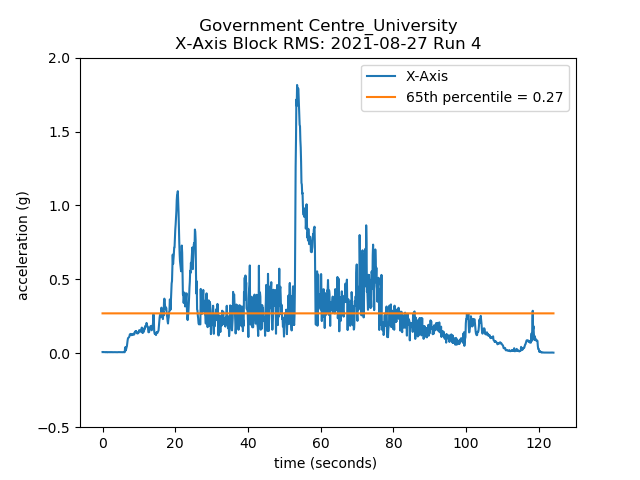 Government Centre_University
X-Axis Block RMS: 2021-08-27 Run 4
X-Axis
65th percentile = 0.27
acceleration (g)
2.0
1.5
1.0
0.5
0.0
−0.5
0 20 40 60 80 100 120
time (seconds)